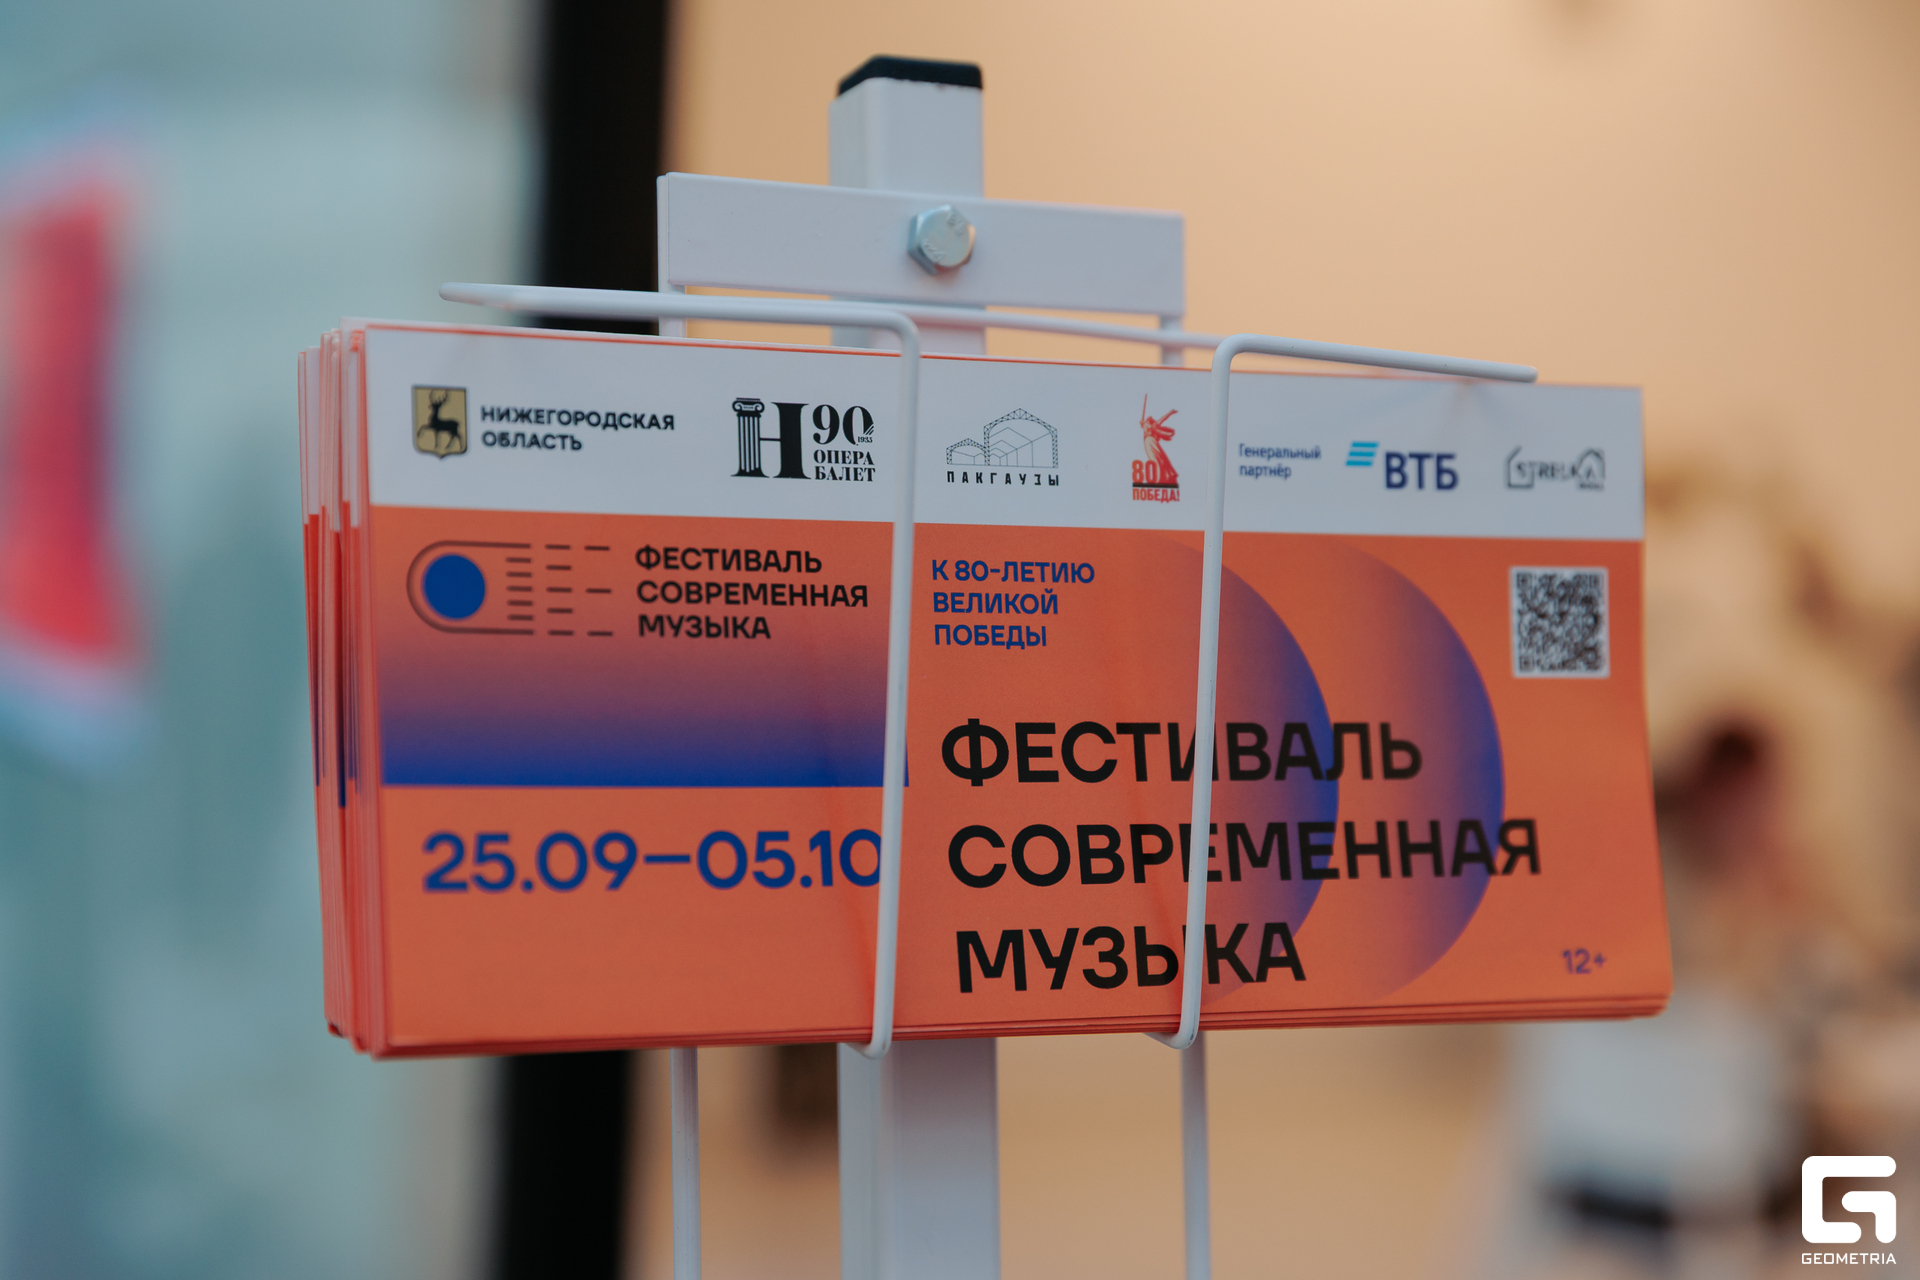 НИЖЕГОРОДСКАЯ
ОБЛАСТЬ
Н 90
1935
ОПЕРА
БАЛЕТ
ПАКГАУЗЫ
80
ПОБЕДА!
Генеральный
партнёр
ВТБ
ФЕСТИВАЛЬ
СОВРЕМЕННАЯ
МУЗЫКА
25.09—05.10
К 80-ЛЕТИЮ
ВЕЛИКОЙ
ПОБЕДЫ
ФЕСТИВАЛЬ
СОВРЕМЕННАЯ
МУЗЫКА
12+
GEOMETRIA